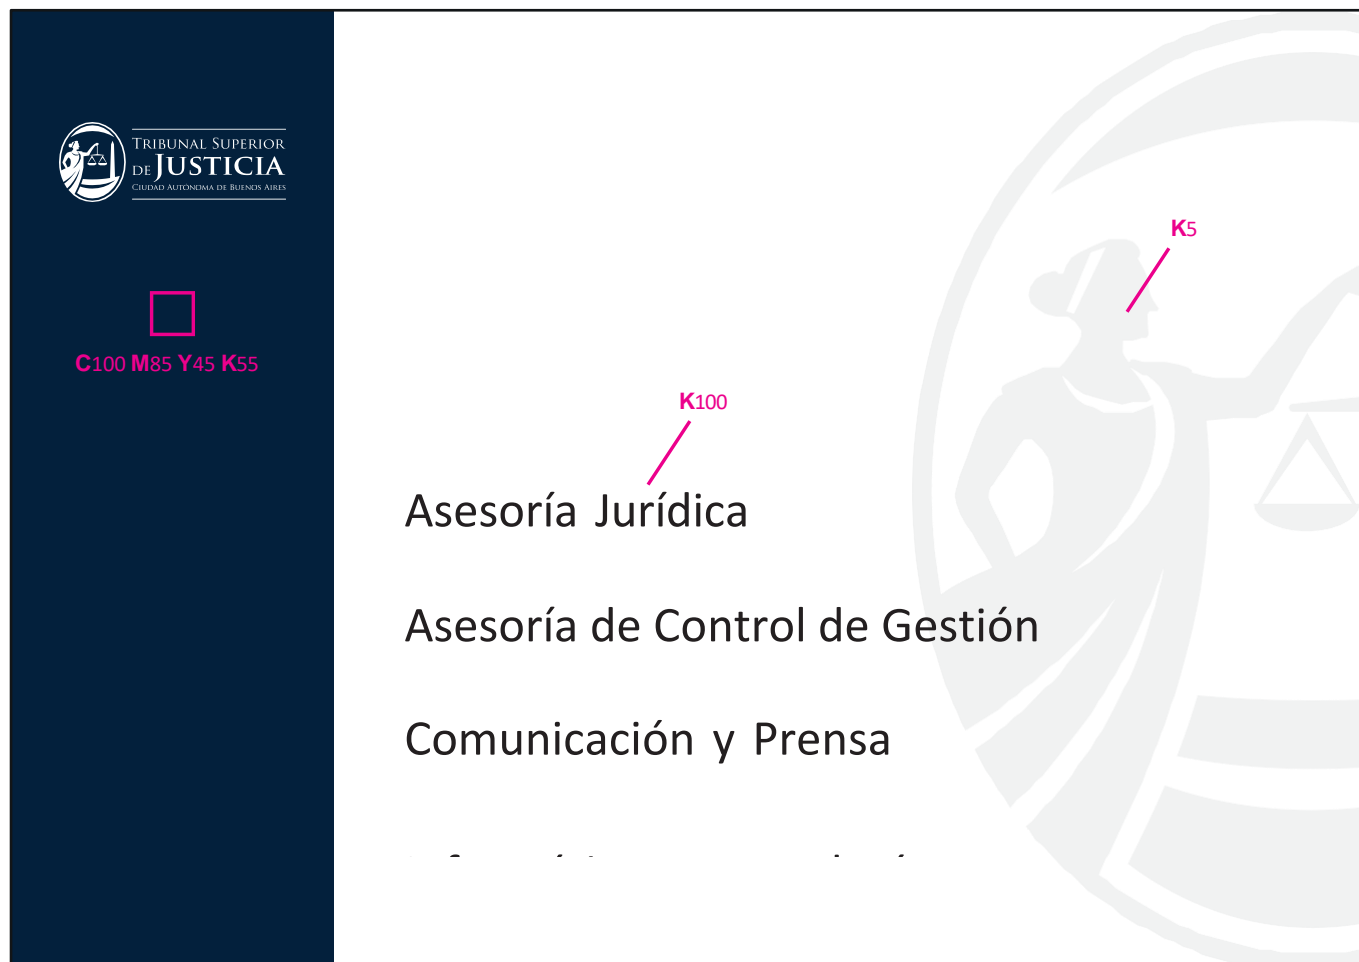 TRIBUNAL SUPERIOR
DE JUSTICIA
CIUDAD AUTÓNOMA DE BUENOS AIRES
K5
C100 M85 Y45 K55
K100
Asesoría Jurídica
Asesoría de Control de Gestión
Comunicación y Prensa